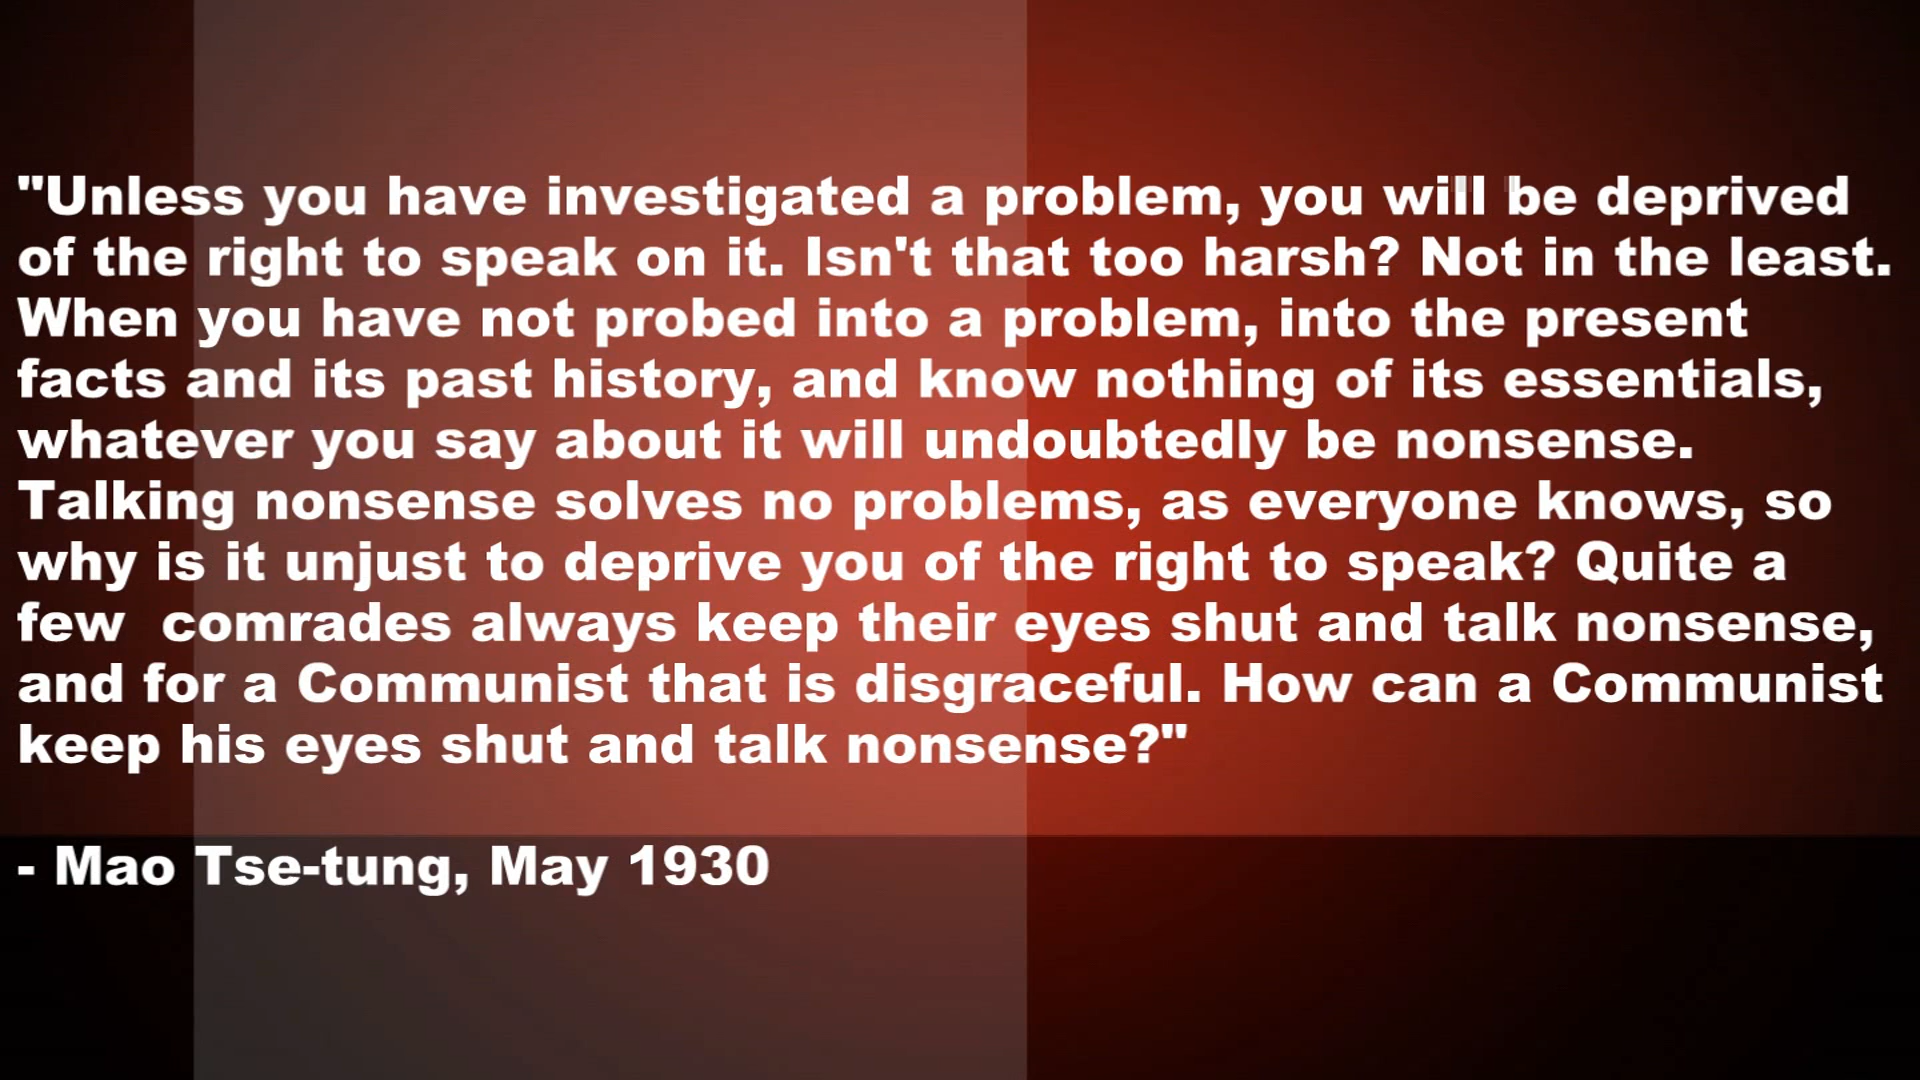 "Unless you have investigated a problem, you will be deprived
of the right to speak on it. Isn't that too harsh? Not in the least.
When you have not probed into a problem, into the present
facts and its past history, and know nothing of its essentials,
whatever you say about it will undoubtedly be nonsense.
Talking nonsense solves no problems, as everyone knows, so
why is it unjust to deprive you of the right to speak? Quite a
few  comrades always keep their eyes shut and talk nonsense,
and for a Communist that is disgraceful. How can a Communist
keep his eyes shut and talk nonsense?"
- Mao Tse-tung, May 1930